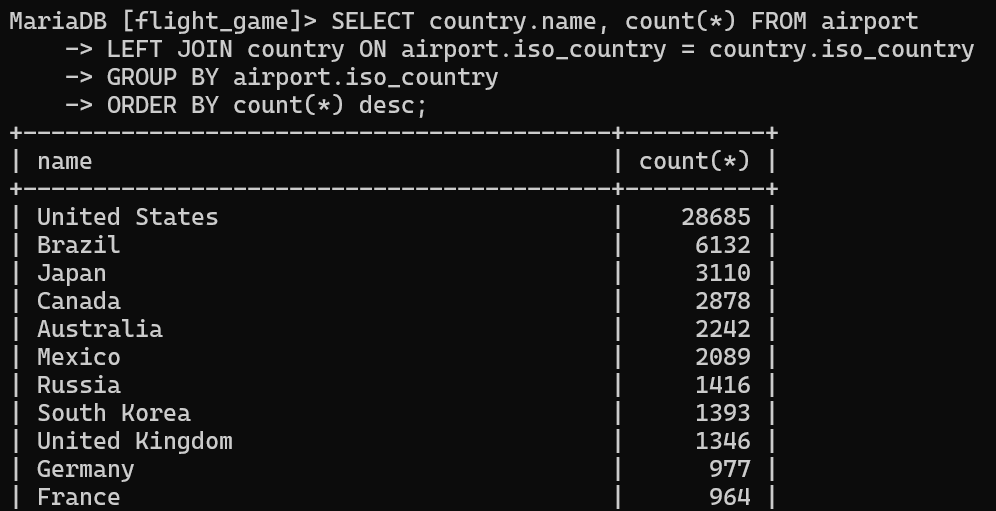 MariaDB [flight_game]> SELECT country.name, count(*) FROM airport
    -> LEFT JOIN country ON airport.iso_country = country.iso_country
    -> GROUP BY airport.iso_country
    -> ORDER BY count(*) desc;
+------------------------------------------+----------+
| name                                     | count(*) |
+------------------------------------------+----------+
| United States                            |    28685 |
| Brazil                                   |     6132 |
| Japan                                    |     3110 |
| Canada                                   |     2878 |
| Australia                                |     2242 |
| Mexico                                   |     2089 |
| Russia                                   |     1416 |
| South Korea                              |     1393 |
| United Kingdom                           |     1346 |
| Germany                                  |      977 |
| France                                   |      964 |